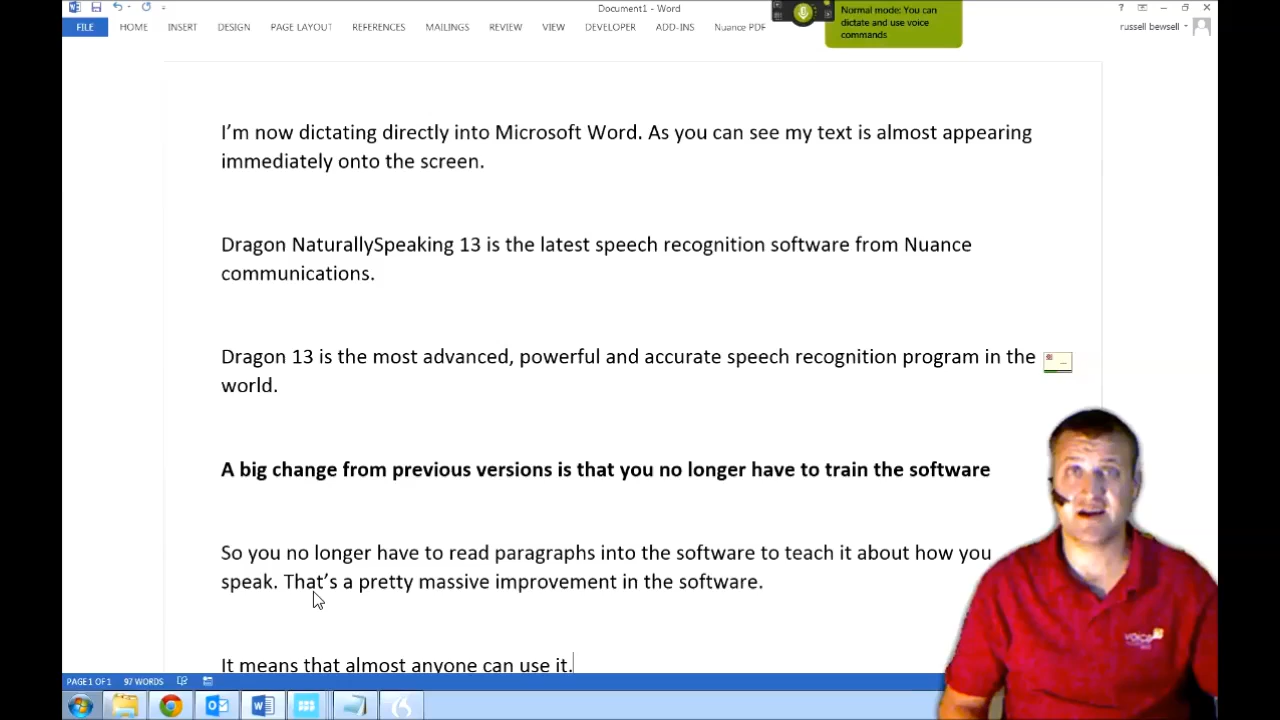 Document1 - Word
Normal mode: You can
dictate and use voice
commands
FILE HOME INSERT DESIGN PAGE LAYOUT REFERENCES MAILINGS REVIEW VIEW DEVELOPER ADD-INS Nuance PDF
russell bewsell
I'm now dictating directly into Microsoft Word. As you can see my text is almost appearing
immediately onto the screen.
Dragon NaturallySpeaking 13 is the latest speech recognition software from Nuance
communications.
Dragon 13 is the most advanced, powerful and accurate speech recognition program in the
world.
A big change from previous versions is that you no longer have to train the software
So you no longer have to read paragraphs into the software to teach it about how you
speak. That's a pretty massive improvement in the software.
It means that almost anyone can use it.
voice
PAGE 1 OF 1 97 WORDS